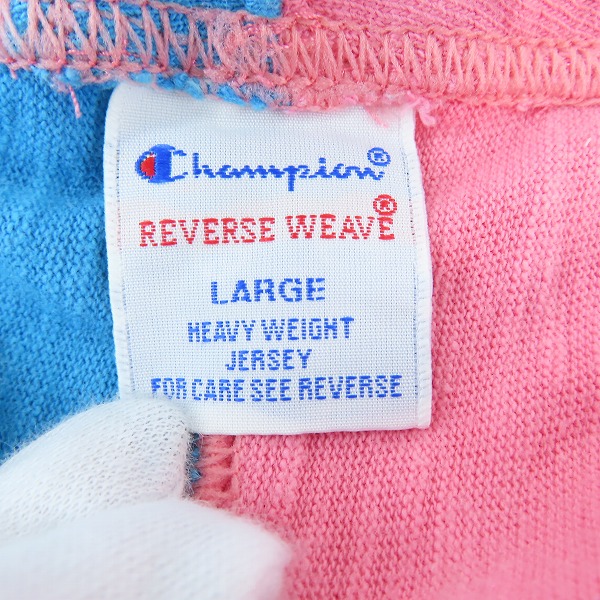 Champion®
REVERSE WEAVE®
LARGE
HEAVY WEIGHT
JERSEY
FOR CARE SEE REVERSE